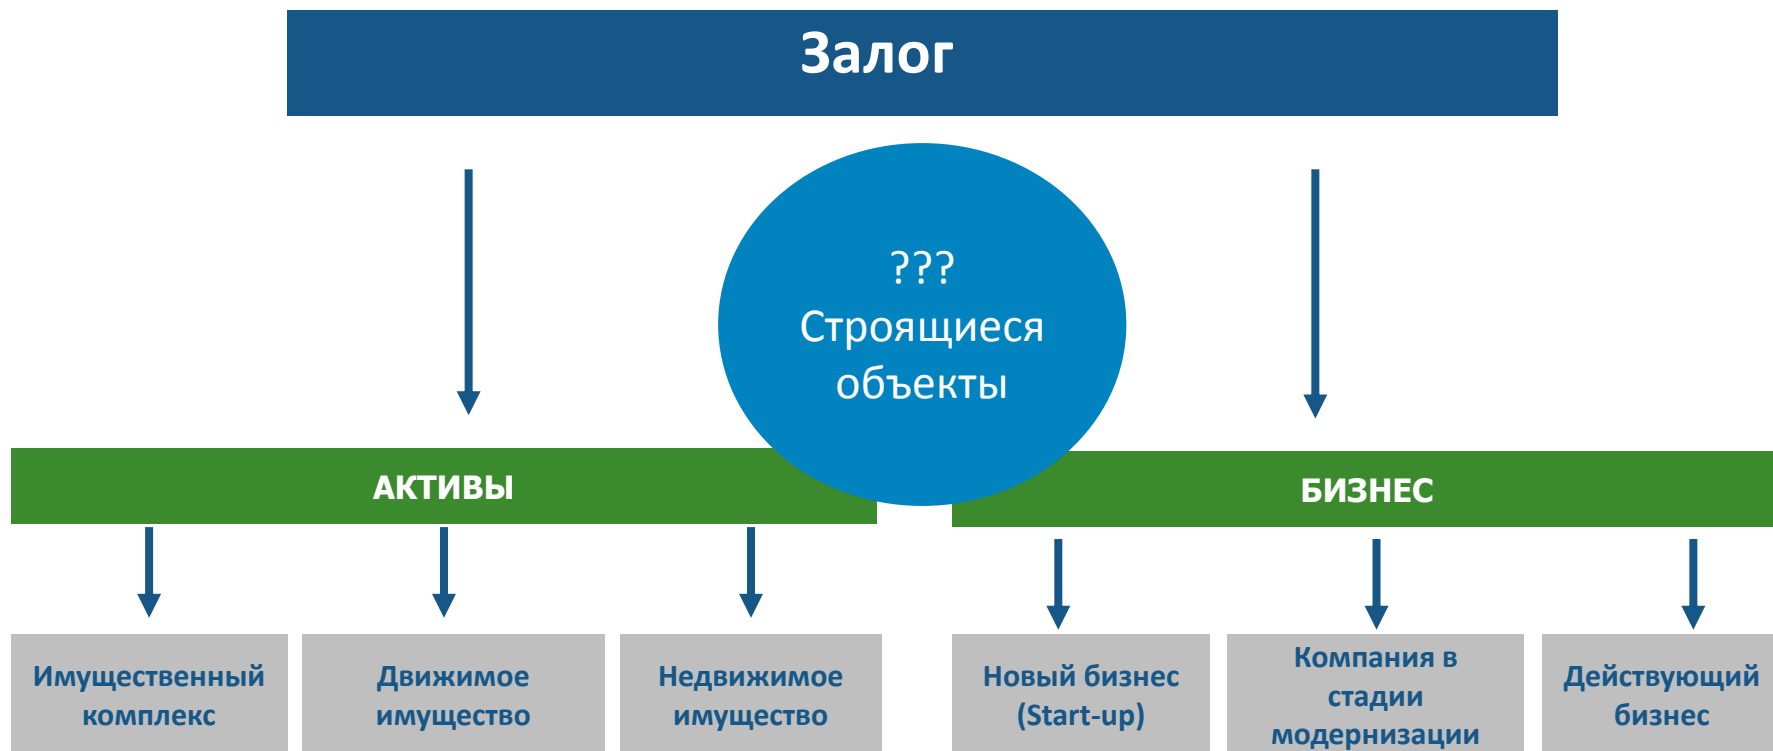 Залог
???
Строящиеся
объекты
АКТИВЫ
БИЗНЕС
Имущественный
комплекс
Движимое
имущество
Недвижимое
имущество
Новый бизнес
(Start-up)
Компания в
стадии
модернизации
Действующий
бизнес